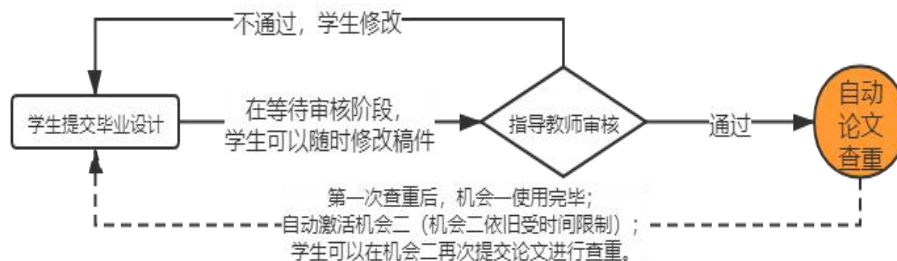 不通过，学生修改
学生提交毕业设计
在等待审核阶段，
学生可以随时修改稿件
指导教师审核
通过
自动
论文
查重
第一次查重后，机会一使用完毕；
自动激活机会二（机会二依旧受时间限制）；
学生可以在机会二再次提交论文进行查重。